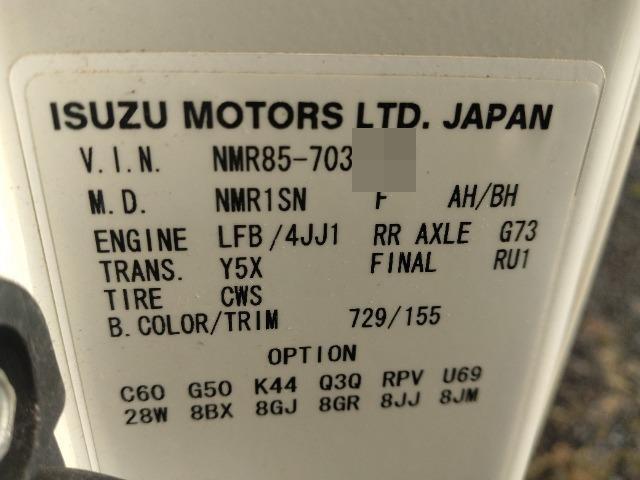 ISUZU MOTORS LTD. JAPAN
V.I.N. NMR85-703
M.D. NMR1SN F AH/BH
ENGINE LFB/4JJ1 RR AXLE G73
TRANS. Y5X FINAL RU1
TIRE CWS
B.COLOR/TRIM 729/155
OPTION
C60 G50 K44 Q3Q RPV U69
28W 8BX 8GJ 8GR 8JJ 8JM